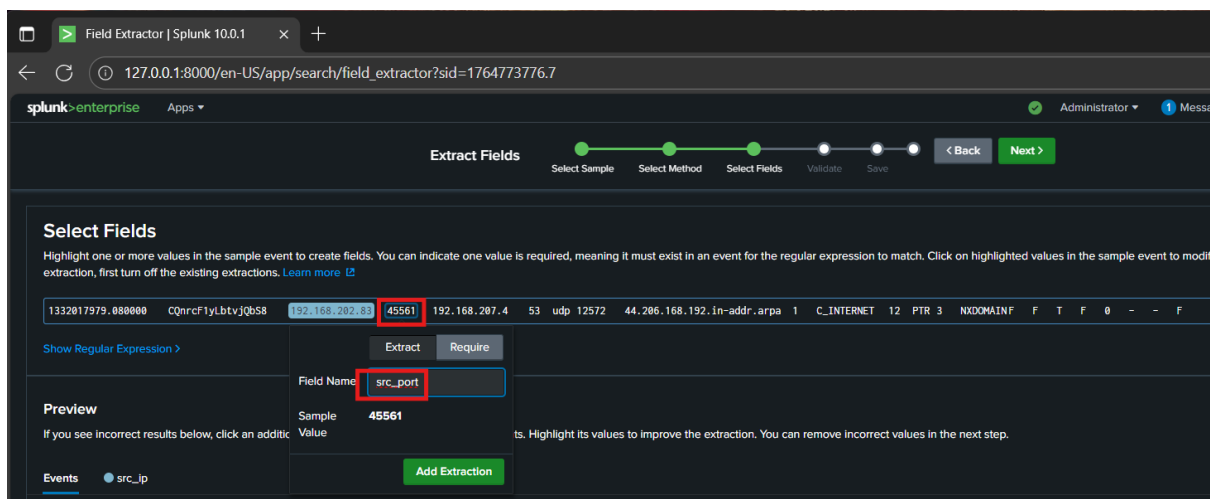 Field Extractor | Splunk 10.0.1
127.0.0.1:8000/en-US/app/search/field_extractor?sid=1764773776.7
splunk>enterprise Apps Administrator 1 Messa
Extract Fields Select Sample Select Method Select Fields Validate Save < Back Next >
Select Fields
Highlight one or more values in the sample event to create fields. You can indicate one value is required, meaning it must exist in an event for the regular expression to match. Click on highlighted values in the sample event to modif
extraction, first turn off the existing extractions. Learn more
1332017979.080000 CQnrcF1yLbtvjQbS8 192.168.202.83 45561 192.168.207.4 53 udp 12572 44.206.168.192.in-addr.arpa 1 C_INTERNET 12 PTR 3 NXDOMAIN F F T F 0 - - F
Show Regular Expression >
Extract Require
Field Name src_port
Sample Value 45561
Preview
If you see incorrect results below, click an additio ts. Highlight its values to improve the extraction. You can remove incorrect values in the next step.
Add Extraction
Events src_ip